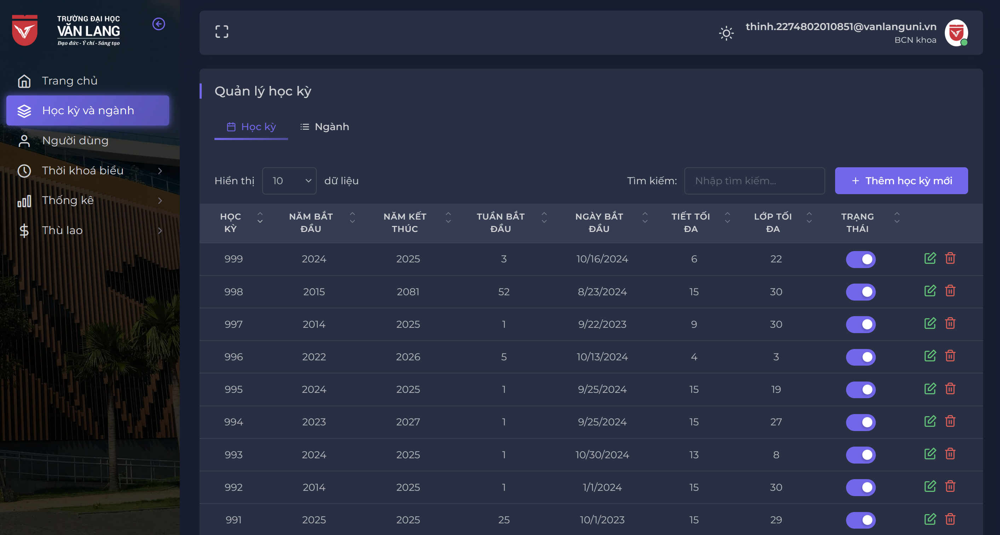 TRƯỜNG ĐẠI HỌC
VĂN LANG
Đạo đức - Ý chí - Sáng tạo
Trang chủ
Học kỳ và ngành
Người dùng
Thời khoá biểu
Thống kê
Thù lao
thinh.2274802010851@vanlanguni.vn
BCN khoa
Quản lý học kỳ
Học kỳ Ngành
Hiển thị 10 dữ liệu Tìm kiếm: Nhập tìm kiếm... + Thêm học kỳ mới
HỌC KỲ NĂM BẮT ĐẦU NĂM KẾT THÚC TUẦN BẮT ĐẦU NGÀY BẮT ĐẦU TIẾT TỐI ĐA LỚP TỐI ĐA TRẠNG THÁI
999 2024 2025 3 10/16/2024 6 22
998 2015 2081 52 8/23/2024 15 30
997 2014 2025 1 9/22/2023 9 30
996 2022 2026 5 10/13/2024 4 3
995 2024 2025 1 9/25/2024 15 19
994 2023 2027 1 9/25/2024 15 27
993 2024 2025 1 10/30/2024 13 8
992 2014 2025 1 1/1/2024 15 30
991 2025 2025 25 10/1/2023 15 29